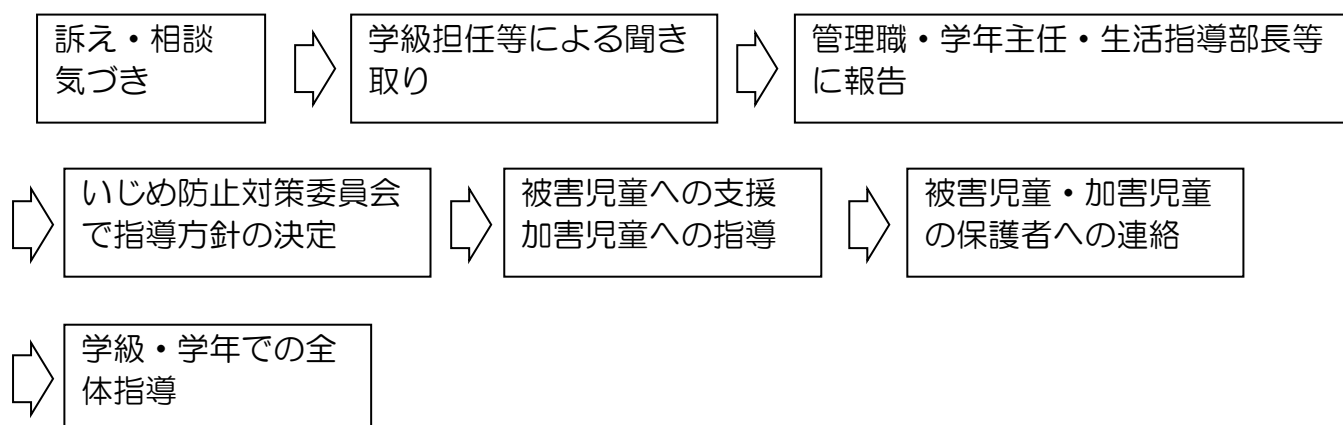 訴え・相談
気づき
学級担任等による聞き
取り
管理職・学年主任・生活指導部長等
に報告
いじめ防止対策委員会
で指導方針の決定
被害児童への支援
加害児童への指導
被害児童・加害児童
の保護者への連絡
学級・学年での全
体指導